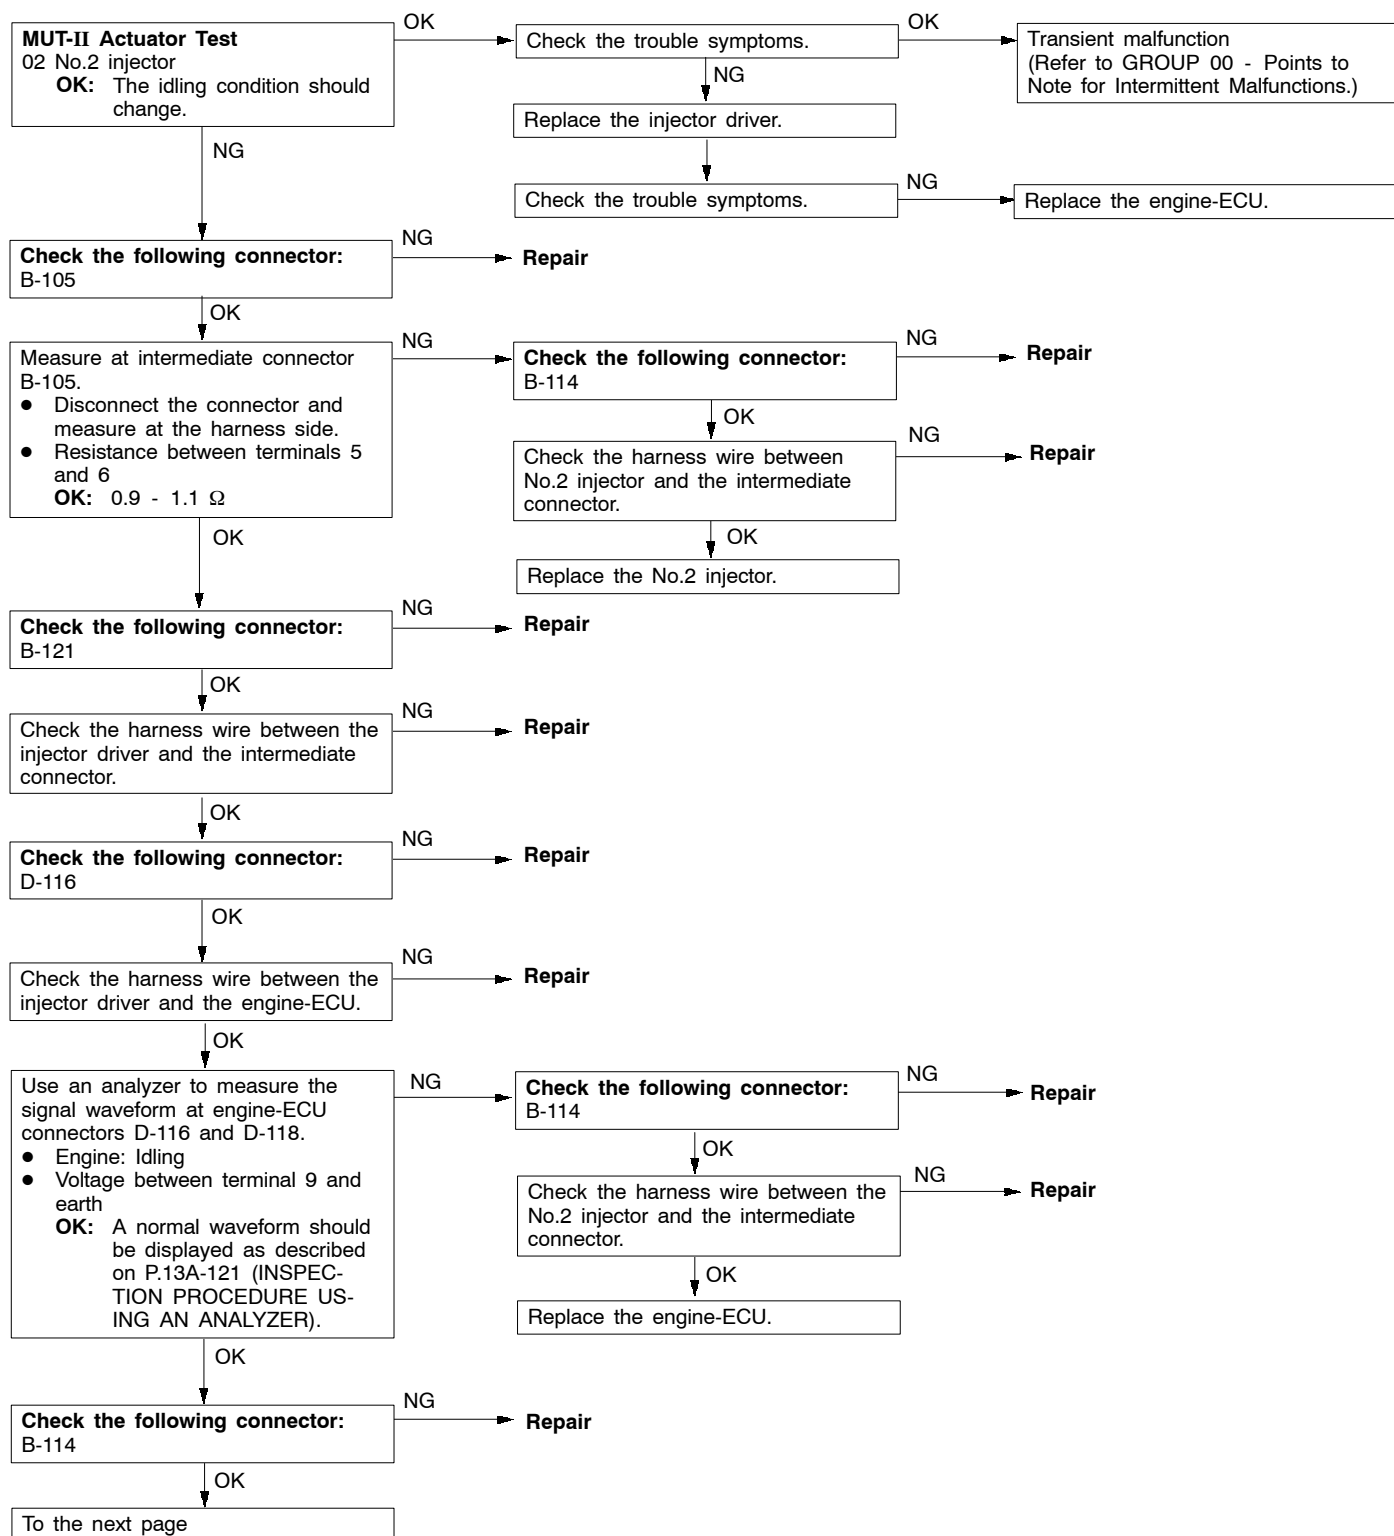 MUT-II Actuator Test
02 No.2 injector
OK: The idling condition should
change.
OK
Check the trouble symptoms.
OK
Transient malfunction
(Refer to GROUP 00 - Points to
Note for Intermittent Malfunctions.)
NG
Replace the injector driver.
Check the trouble symptoms.
NG
Replace the engine-ECU.
NG
Check the following connector:
B-105
NG
Repair
OK
Measure at intermediate connector
B-105.
● Disconnect the connector and
measure at the harness side.
● Resistance between terminals 5
and 6
OK: 0.9 - 1.1 Ω
NG
Check the following connector:
B-114
NG
Repair
OK
Check the harness wire between
No.2 injector and the intermediate
connector.
NG
Repair
OK
Replace the No.2 injector.
OK
Check the following connector:
B-121
NG
Repair
OK
Check the harness wire between the
injector driver and the intermediate
connector.
NG
Repair
OK
Check the following connector:
D-116
NG
Repair
OK
Check the harness wire between the
injector driver and the engine-ECU.
NG
Repair
OK
Use an analyzer to measure the
signal waveform at engine-ECU
connectors D-116 and D-118.
● Engine: Idling
● Voltage between terminal 9 and
earth
OK: A normal waveform should
be displayed as described
on P.13A-121 (INSPEC-
TION PROCEDURE US-
ING AN ANALYZER).
NG
Check the following connector:
B-114
NG
Repair
OK
Check the harness wire between the
No.2 injector and the intermediate
connector.
NG
Repair
OK
Replace the engine-ECU.
OK
Check the following connector:
B-114
NG
Repair
OK
To the next page